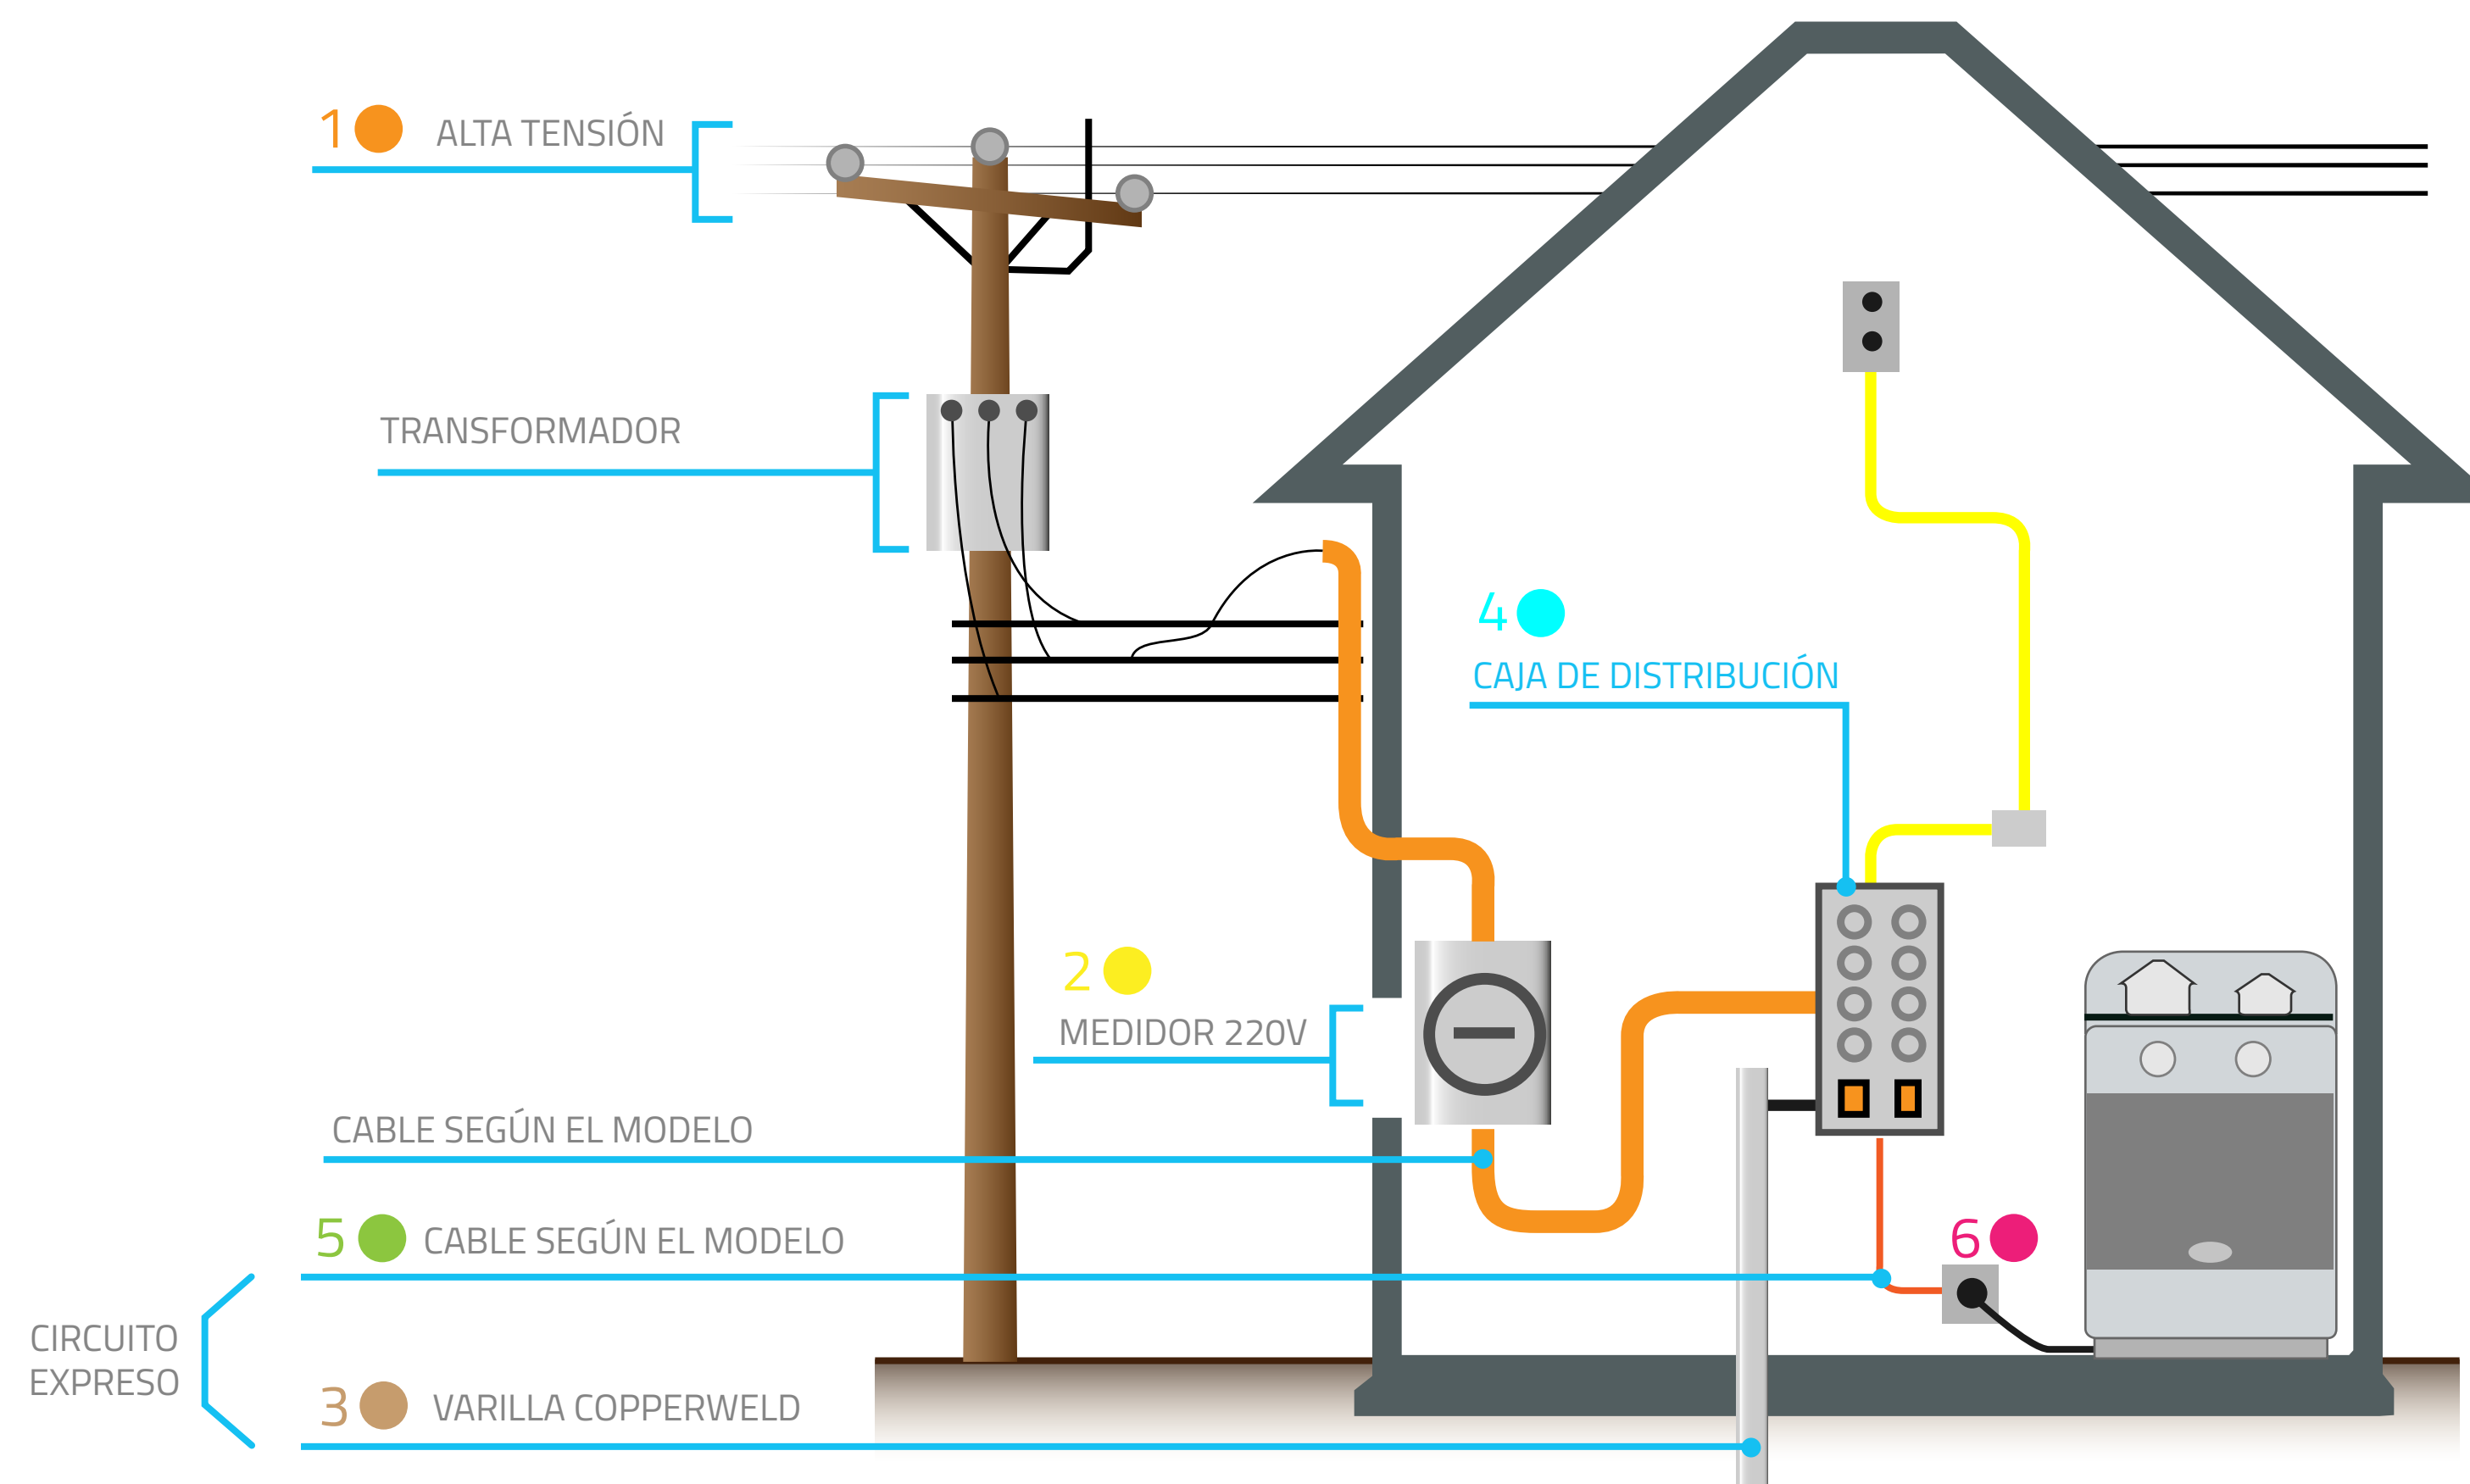 1 ALTA TENSIÓN
TRANSFORMADOR
4
CAJA DE DISTRIBUCIÓN
2
MEDIDOR 220V
CABLE SEGÚN EL MODELO
5 CABLE SEGÚN EL MODELO
6
CIRCUITO
EXPRESO
3 VARILLA COPPERWELD